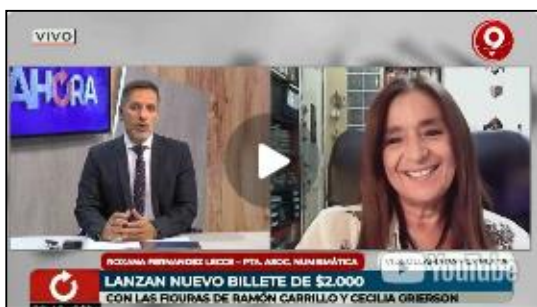 VIVO
9
AHORA
ROXANA FERNANDEZ LECCE - PTA. ASOC. NUMISMÁTICA
YouTube
LANZAN NUEVO BILLETE DE $2.000
CON LAS FIGURAS DE RAMÓN CARRILLO Y CECILIA GRIERSON